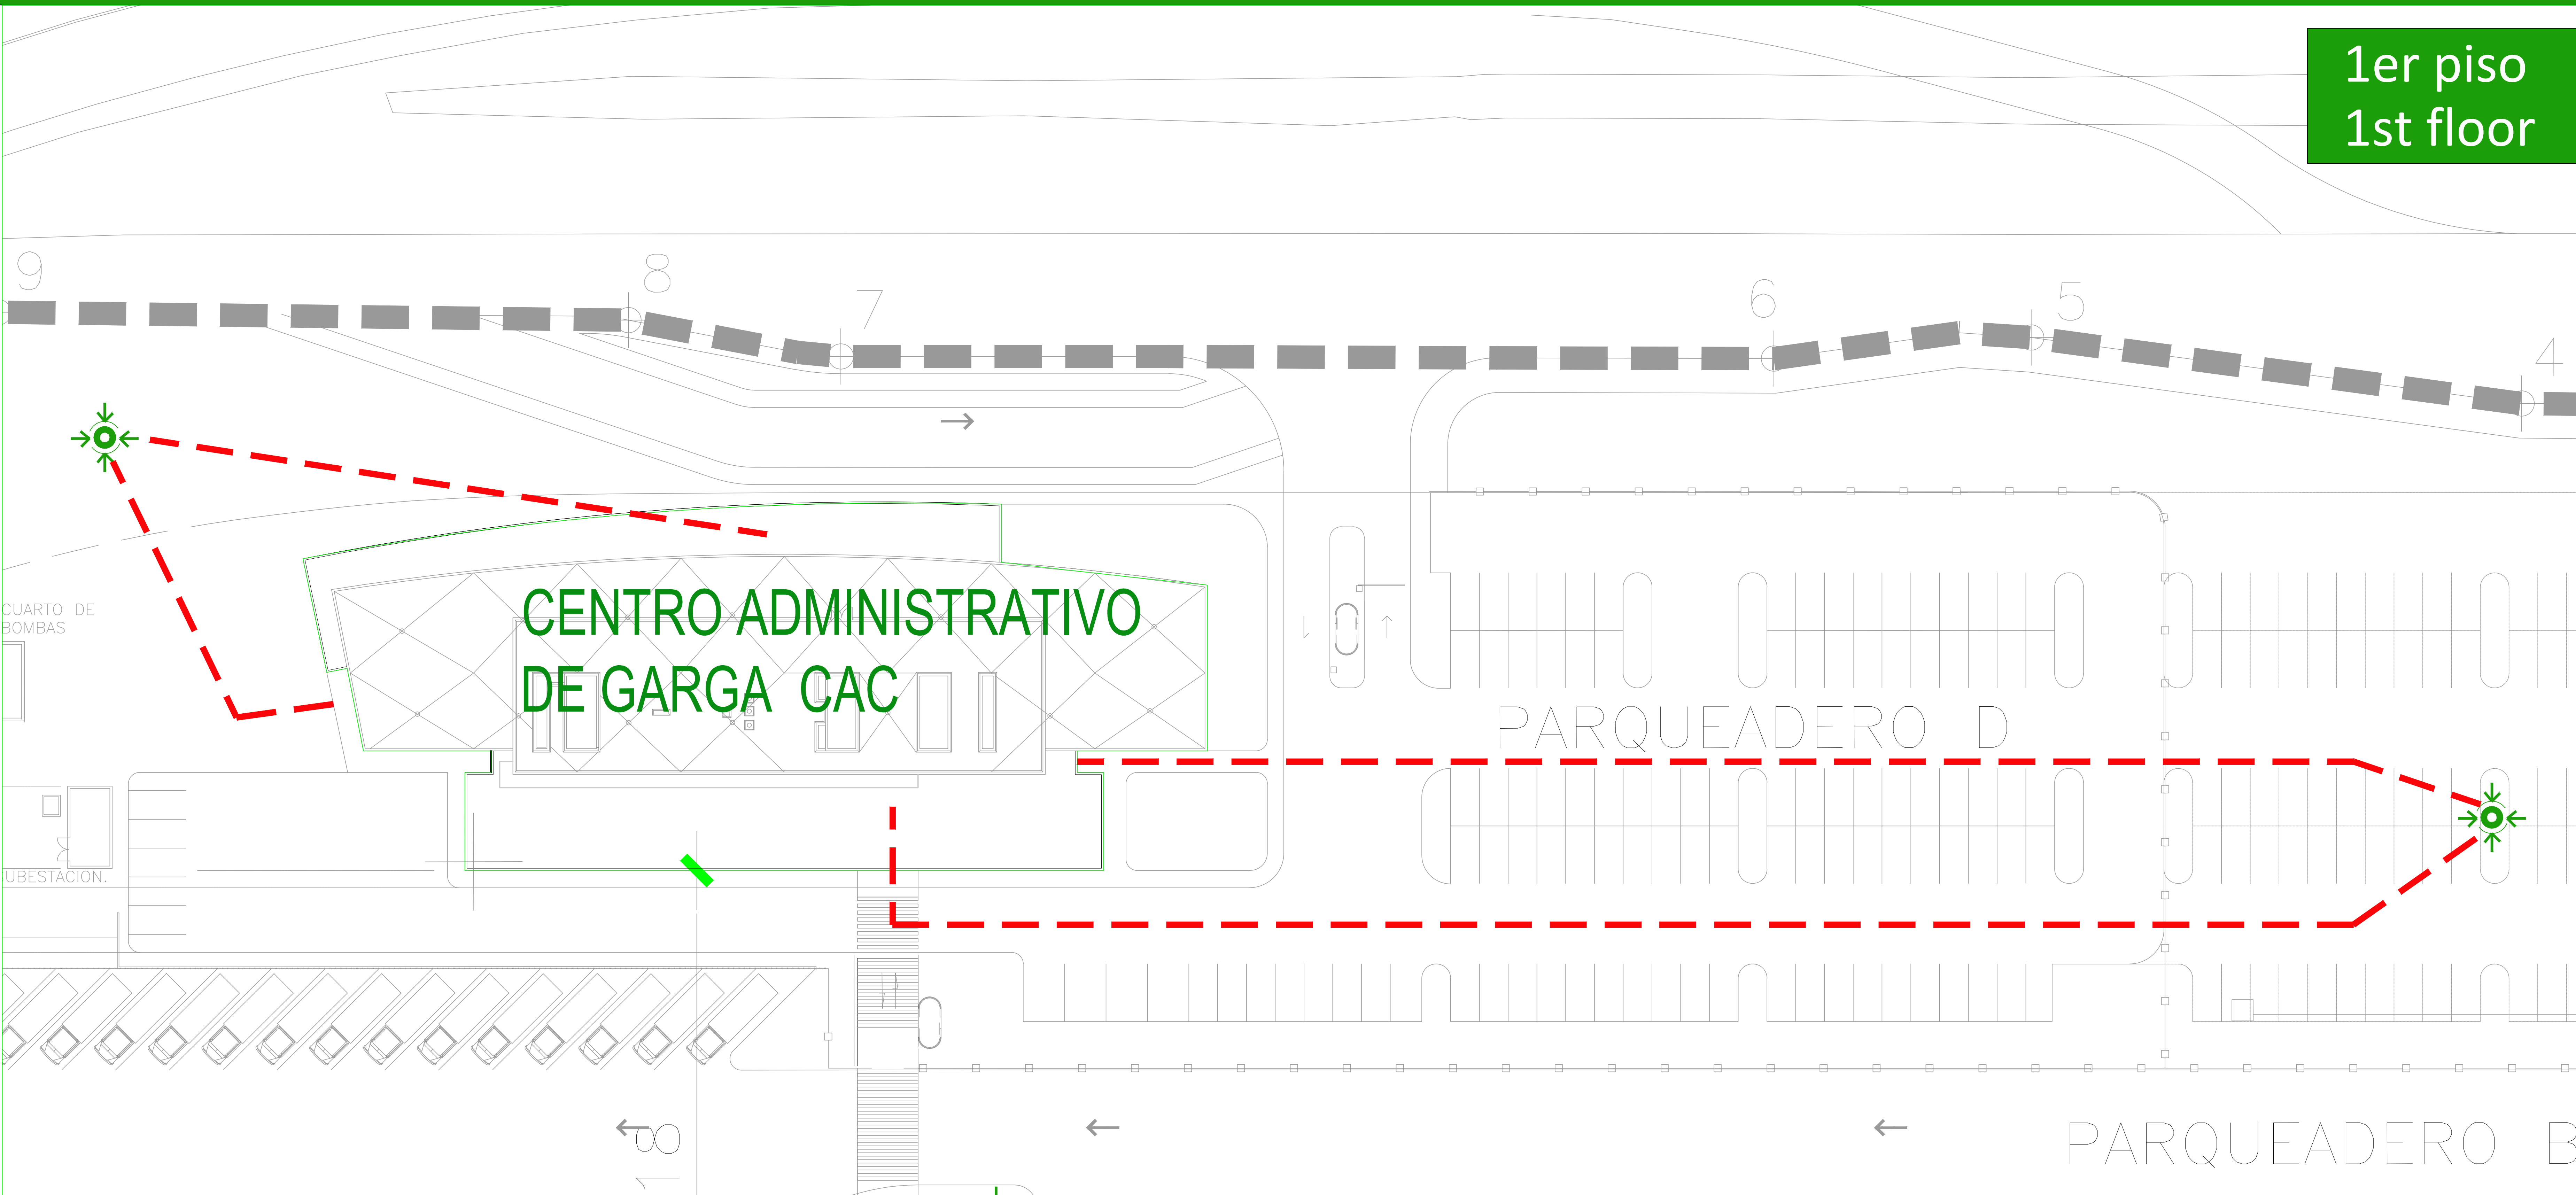 1er piso
1st floor
9
8
7
6
5
4
CUARTO DE
BOMBAS
CENTRO ADMINISTRATIVO
DE GARGA CAC
PARQUEADERO D
UBESTACION.
18
PARQUEADERO B